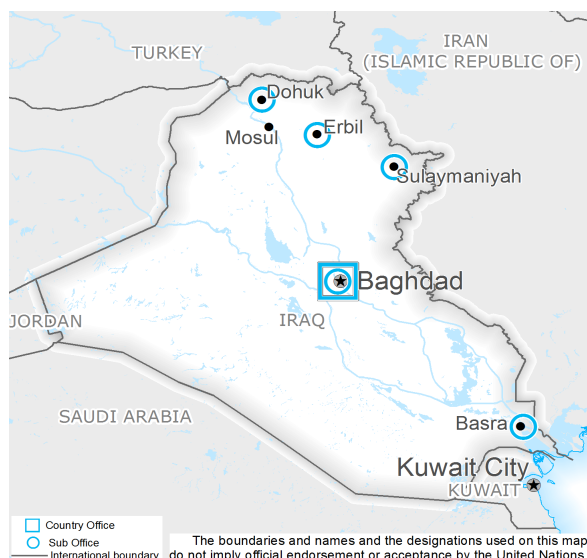 TURKEY
IRAN
(ISLAMIC REPUBLIC OF)
Dohuk
Mosul
Erbil
Sulaymaniyah
Baghdad
JORDAN
IRAQ
SAUDI ARABIA
Basra
Kuwait City
KUWAIT
Country Office
Sub Office
International boundary
The boundaries and names and the designations used on this map
do not imply official endorsement or acceptance by the United Nations.